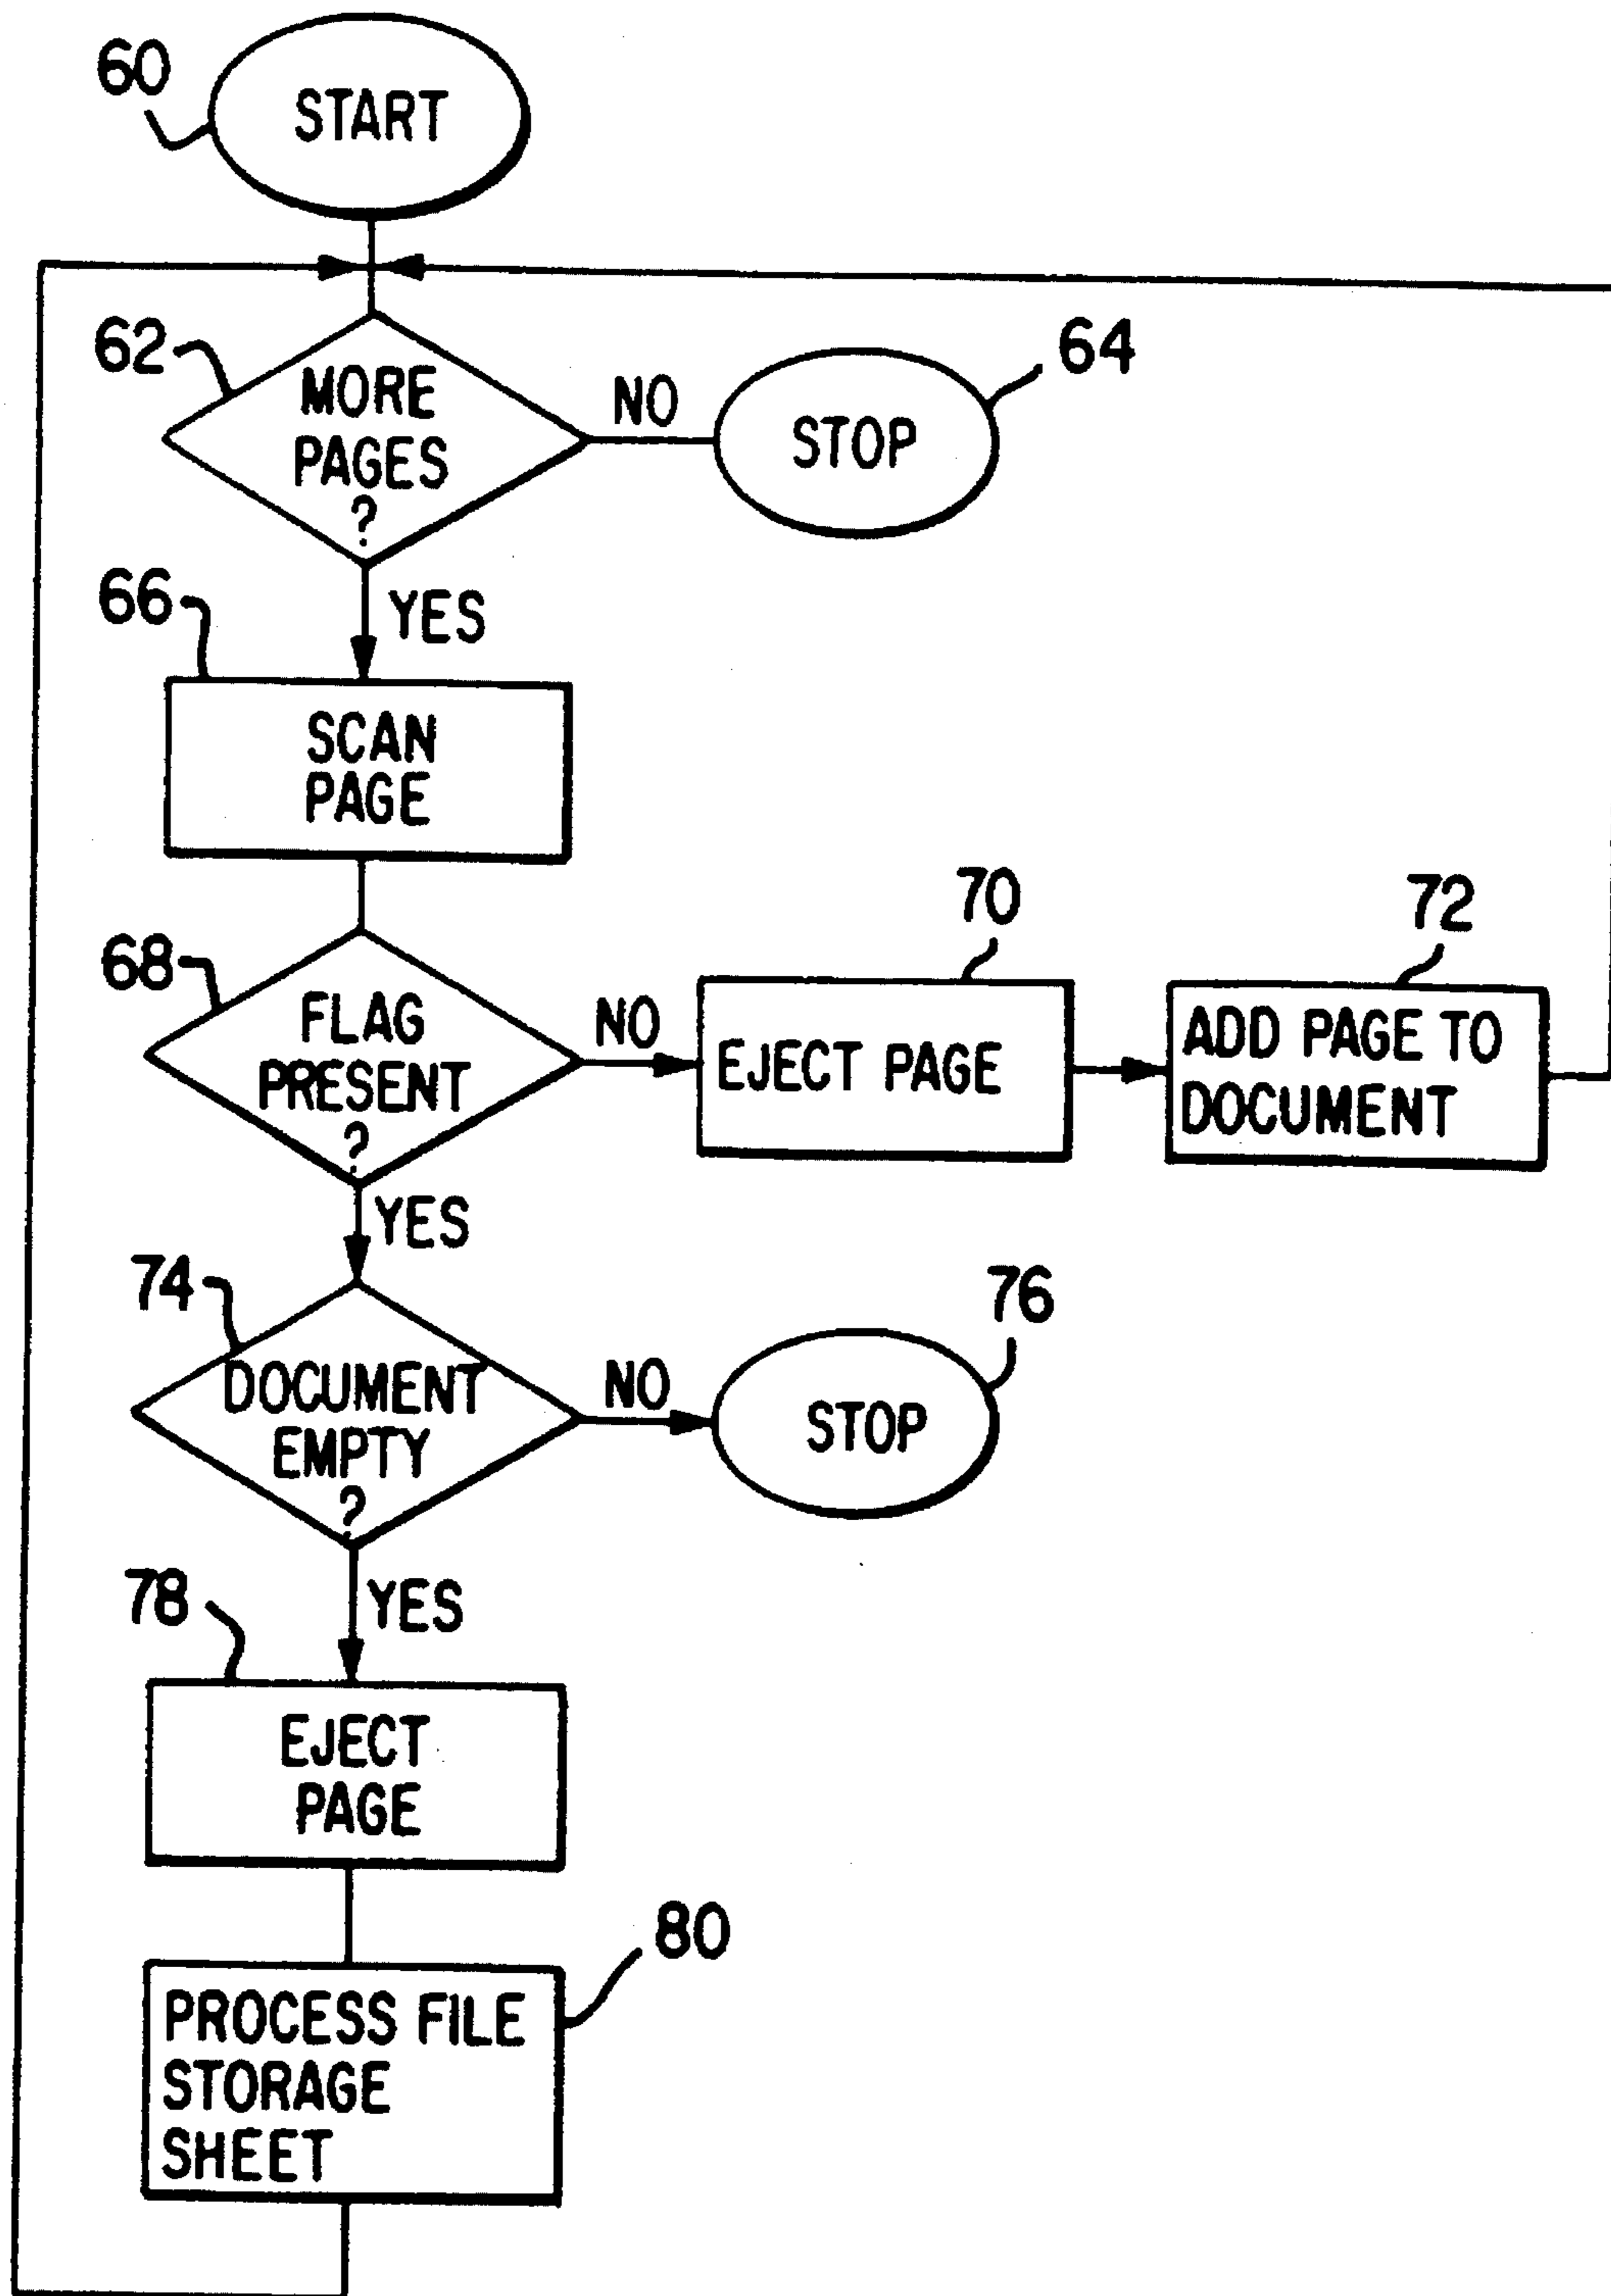 60
START
62
MORE
PAGES
?
NO
STOP
64
YES
66
SCAN
PAGE
68
FLAG
PRESENT
?
NO
70
EJECT PAGE
72
ADD PAGE TO
DOCUMENT
YES
74
DOCUMENT
EMPTY
?
NO
76
STOP
YES
78
EJECT
PAGE
80
PROCESS FILE
STORAGE
SHEET